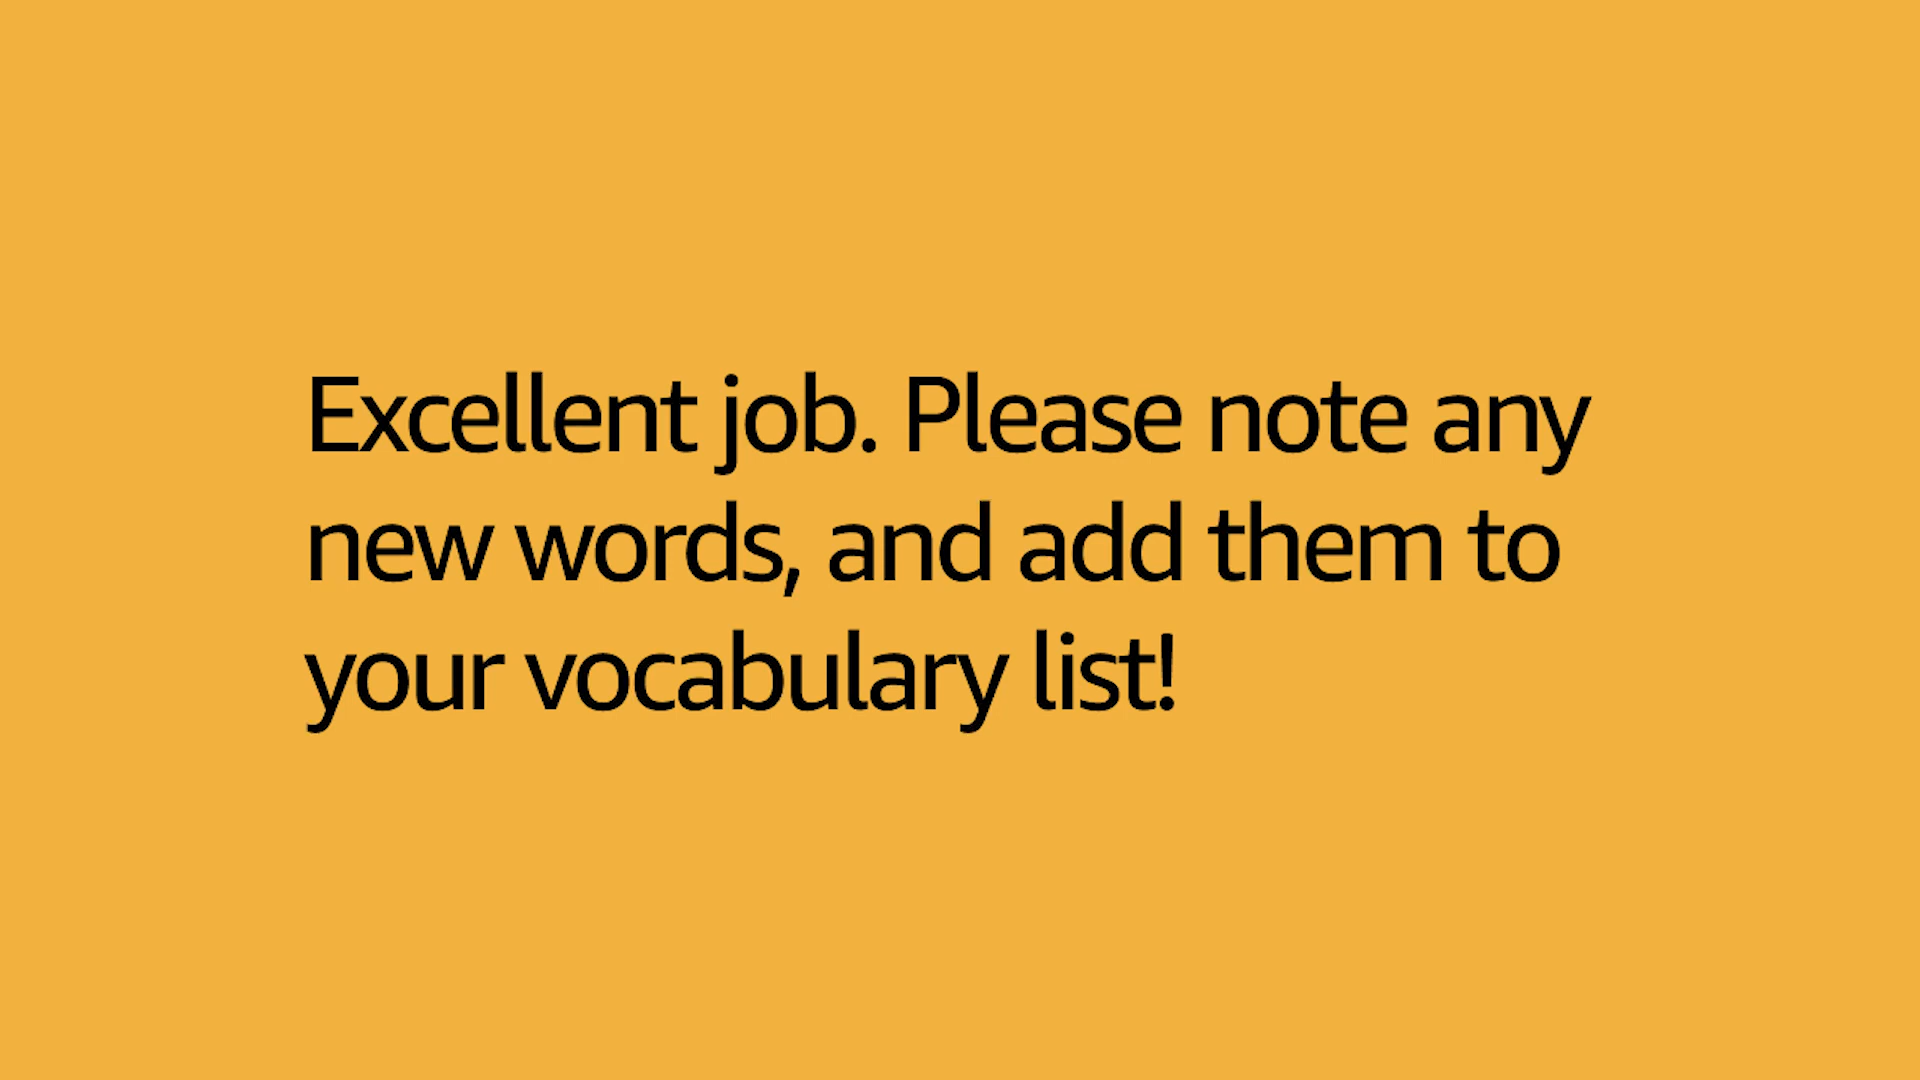 Excellent job. Please note any
new words, and add them to
your vocabulary list!